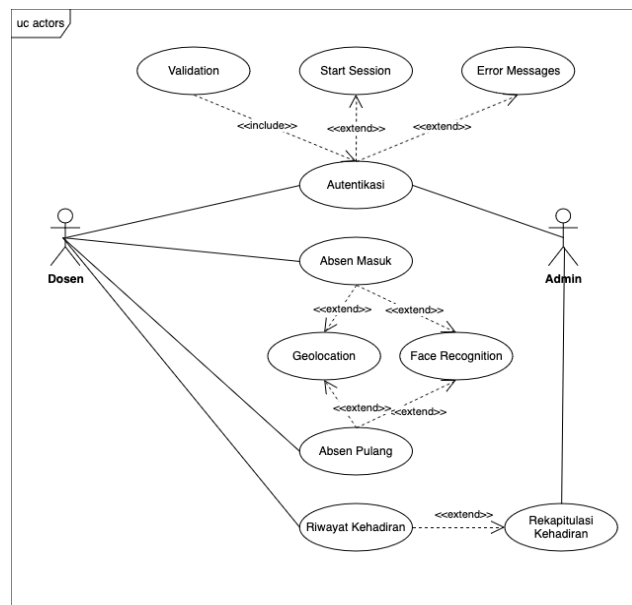 uc actors
Validation
Start Session
Error Messages
<<include>>
<<extend>>
<<extend>>
Autentikasi
Dosen
Admin
Absen Masuk
<<extend>>
<<extend>>
Geolocation
Face Recognition
<<extend>>
<<extend>>
Absen Pulang
Riwayat Kehadiran
<<extend>>
Rekapitulasi
Kehadiran